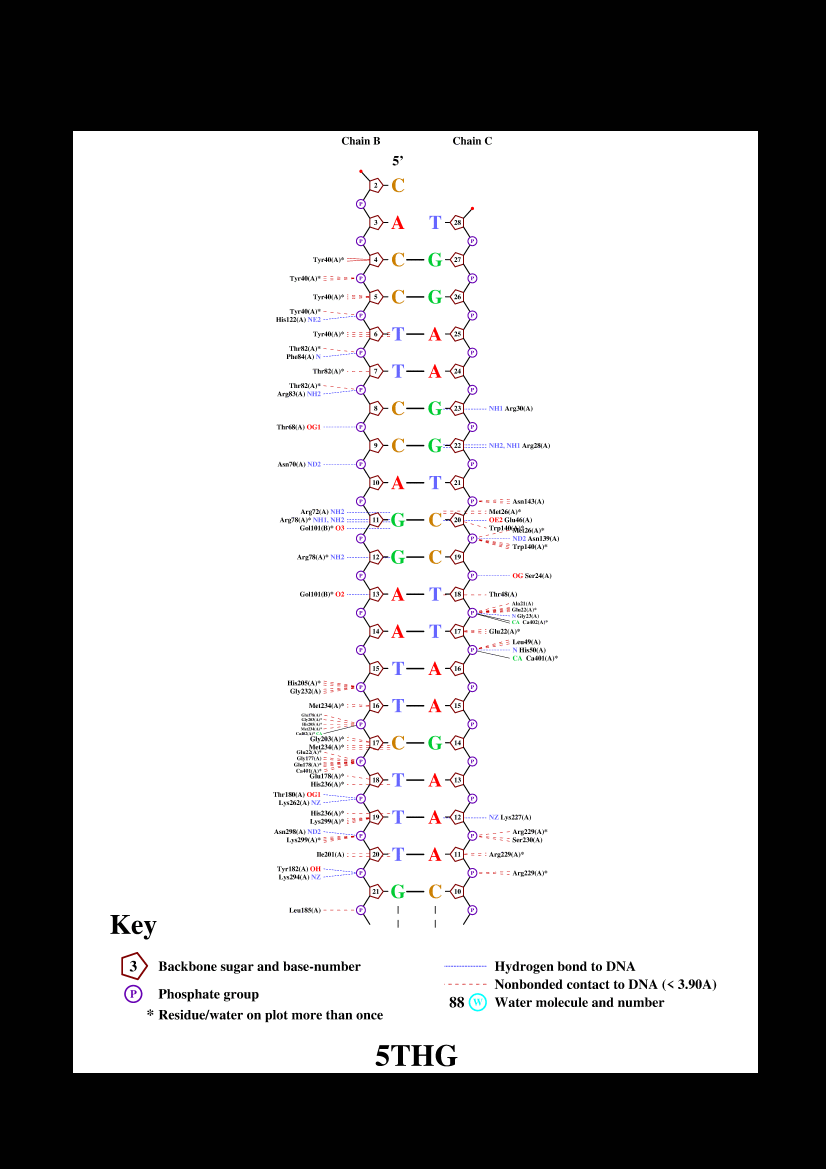 Chain B Chain C
5'
2 C
P
3 A T 28
P P
Tyr40(A)* 4 C G 27
Tyr40(A)* P P
Tyr40(A)* 5 C G 26
Tyr40(A)*
His122(A) NE2 P P
Tyr40(A)* 6 T A 25
Thr82(A)*
Phe84(A) N P P
Thr82(A)* 7 T A 24
Thr82(A)*
Arg83(A) NH2 P P
8 C G 23 NH1 Arg30(A)
Thr68(A) OG1 P P
9 C G 22 NH2, NH1 Arg28(A)
Asn70(A) ND2 P P
10 A T 21
P P Asn143(A)
Arg72(A) NH2 Met26(A)*
Arg78(A)* NH1, NH2 11 G C 20 OE2 Glu46(A)
Gol101(B)* O3 Trp140(A)*
Met26(A)*
P P ND2 Asn139(A)
Trp140(A)*
Arg78(A)* NH2 12 G C 19
P P OG Ser24(A)
Gol101(B)* O2 13 A T 18 Thr48(A)
Ala21(A)
Glu22(A)*
P P N Gly23(A)
CA Ca402(A)*
14 A T 17 Glu22(A)*
Leu49(A)
P P N His50(A)
CA Ca401(A)*
15 T A 16
His205(A)*
Gly232(A) P P
Met234(A)* 16 T A 15
Glu178(A)*
Gly203(A)*
His205(A)*
Met234(A)*
Ca402(A)* CA
P P
Gly203(A)*
Met234(A)* 17 C G 14
Glu22(A)*
Gly177(A)
Glu178(A)*
Ca401(A)*
P P
Glu178(A)* 18 T A 13
His236(A)*
Thr180(A) OG1
Lys262(A) NZ P P
His236(A)* 19 T A 12 NZ Lys227(A)
Lys299(A)*
Asn298(A) ND2 P P Arg229(A)*
Lys299(A)* Ser230(A)
Ile201(A) 20 T A 11 Arg229(A)*
Tyr182(A) OH P P Arg229(A)*
Lys294(A) NZ
21 G C 10
Leu185(A) P P
Key
3 Backbone sugar and base-number
P Phosphate group
* Residue/water on plot more than once
Hydrogen bond to DNA
Nonbonded contact to DNA (< 3.90A)
88 W Water molecule and number
5THG